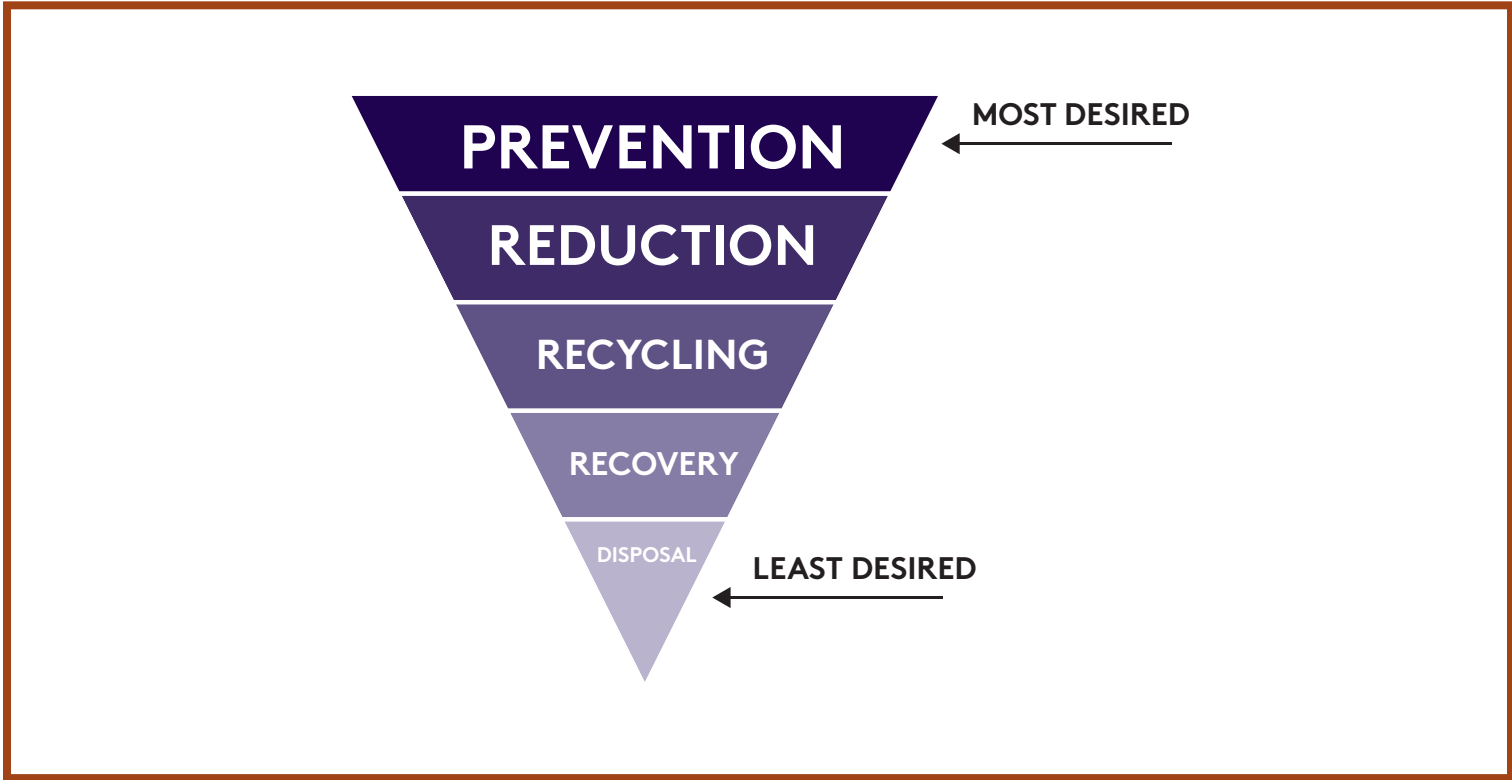 PREVENTION
MOST DESIRED
REDUCTION
RECYCLING
RECOVERY
DISPOSAL
LEAST DESIRED